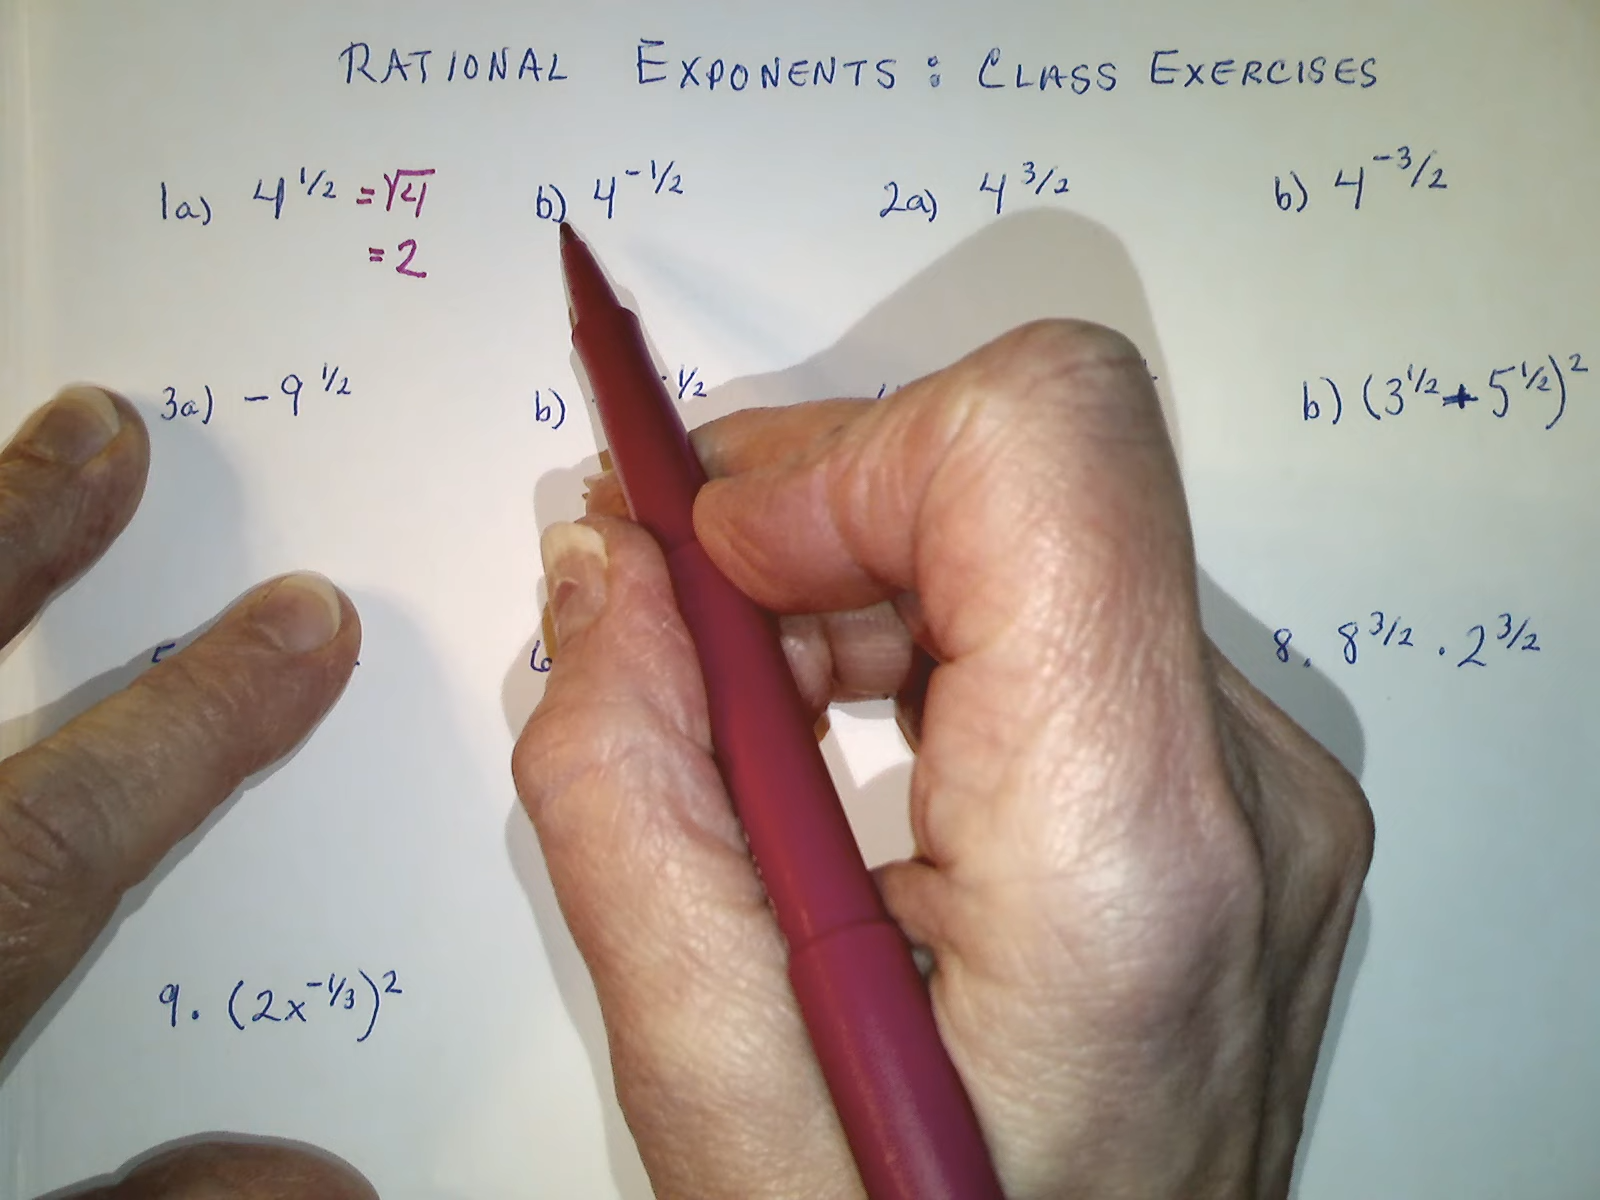 RATIONAL EXPONENTS : CLASS EXERCISES
1a) 4^1/2 = √4
= 2
b) 4^-1/2
2a) 4^3/2
b) 4^-3/2
3a) -9^1/2
b) 1/2
b) (3^1/2 + 5^1/2)^2
8. 8^3/2 · 2^3/2
9. (2x^-1/3)^2